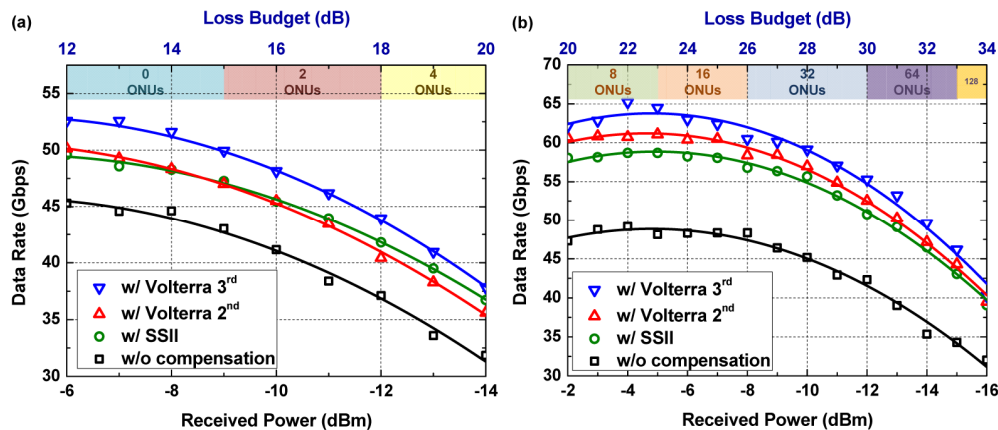 (a)
Loss Budget (dB)
12 14 16 18 20
0 ONUs
2 ONUs
4 ONUs
55
50
45
40
35
30
Data Rate (Gbps)
w/ Volterra 3rd
w/ Volterra 2nd
w/ SSII
w/o compensation
-6 -8 -10 -12 -14
Received Power (dBm)
(b)
Loss Budget (dB)
20 22 24 26 28 30 32 34
8 ONUs
16 ONUs
32 ONUs
64 ONUs
128
70
65
60
55
50
45
40
35
30
Data Rate (Gbps)
w/ Volterra 3rd
w/ Volterra 2nd
w/ SSII
w/o compensation
-2 -4 -6 -8 -10 -12 -14 -16
Received Power (dBm)